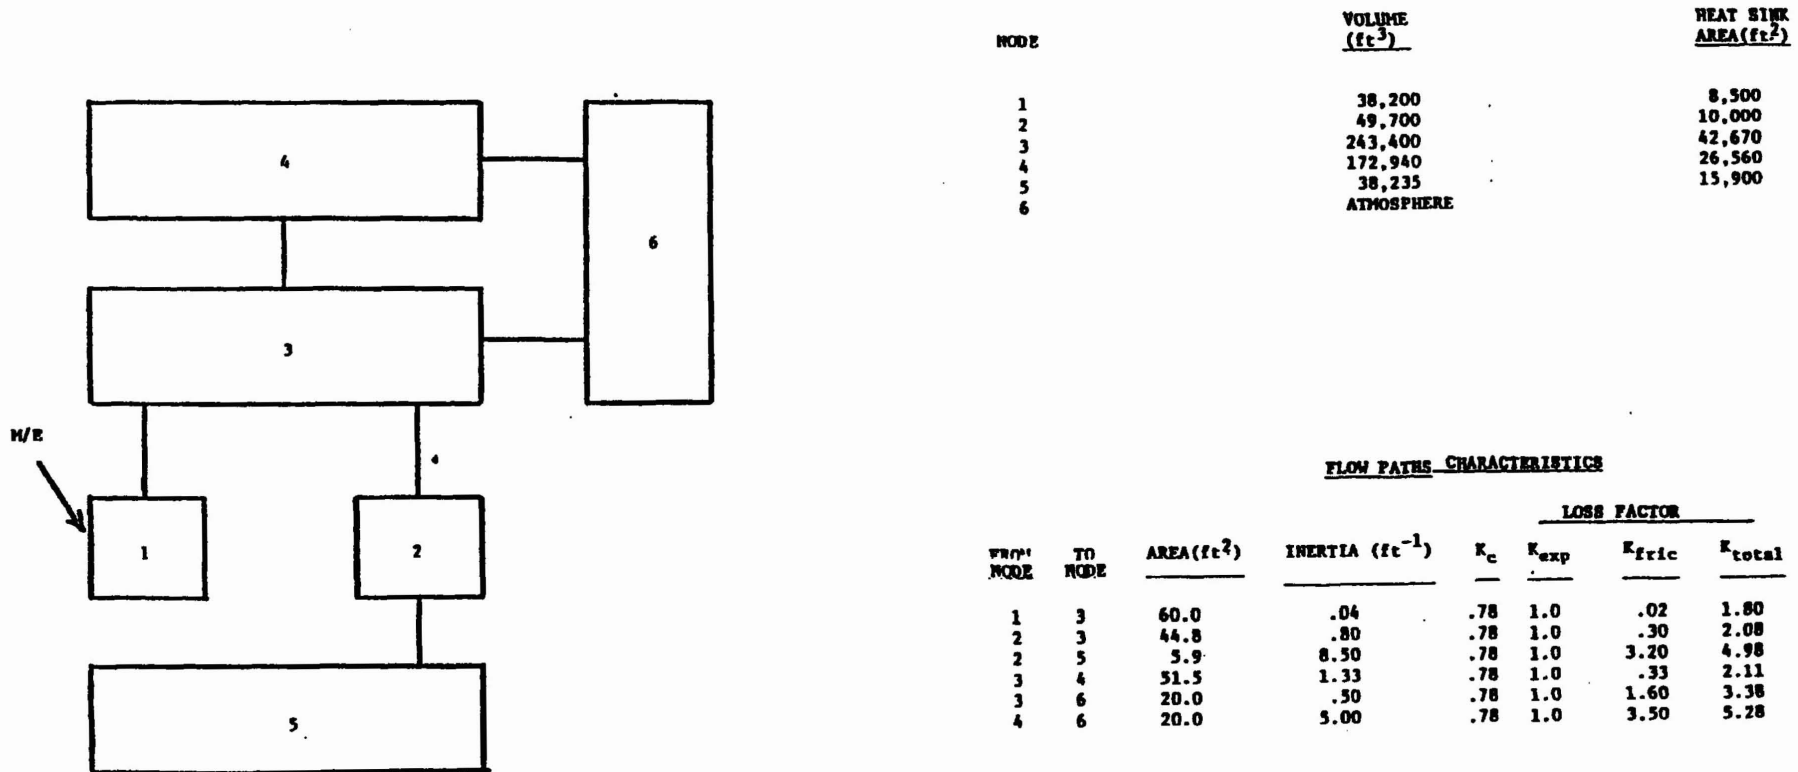 4
6
3
M/E
4
1
2
5
NODE VOLUME (ft3) HEAT SINK AREA(ft2)
1 38,200 8,500
2 49,700 10,000
3 243,400 42,670
4 172,940 26,560
5 38,235 15,900
6 ATMOSPHERE
FLOW PATHS CHARACTERISTICS
LOSS FACTOR
FROM NODE TO NODE AREA(ft2) INERTIA (ft-1) Kc Kexp Kfric Ktotal
1 3 60.0 .04 .78 1.0 .02 1.80
2 3 44.8 .80 .78 1.0 .30 2.08
2 5 5.9 8.50 .78 1.0 3.20 4.98
3 4 51.5 1.33 .78 1.0 .33 2.11
3 6 20.0 .50 .78 1.0 1.60 3.38
4 6 20.0 5.00 .78 1.0 3.50 5.28